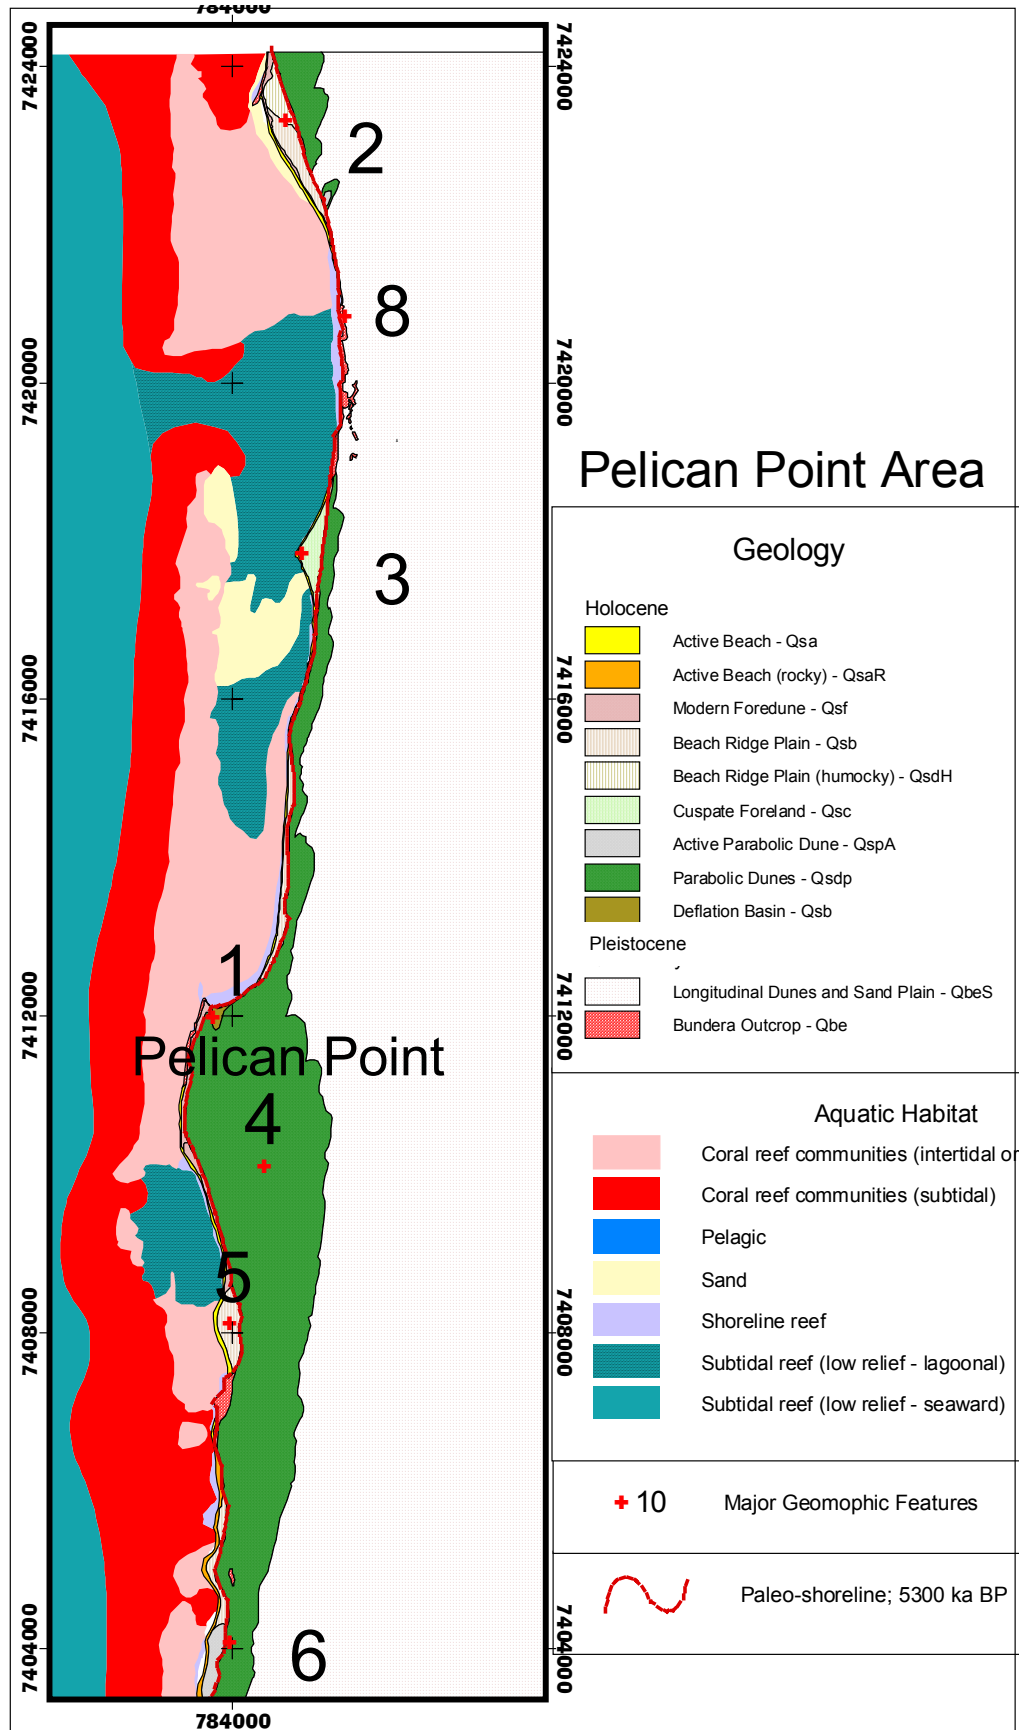 784000
7424000
7424000
2
8
7420000
7420000
Pelican Point Area
Geology
3
Holocene
Active Beach - Qsa
Active Beach (rocky) - QsaR
7416000
7416000
Modern Foredune - Qsf
Beach Ridge Plain - Qsb
Beach Ridge Plain (humocky) - QsdH
Cuspate Foreland - Qsc
Active Parabolic Dune - QspA
Parabolic Dunes - Qsdp
Deflation Basin - Qsb
Pleistocene
1
7412000
7412000
Longitudinal Dunes and Sand Plain - QbeS
Bundera Outcrop - Qbe
Pelican Point
4
Aquatic Habitat
Coral reef communities (intertidal or
Coral reef communities (subtidal)
Pelagic
5
Sand
Shoreline reef
7408000
7408000
Subtidal reef (low relief - lagoonal)
Subtidal reef (low relief - seaward)
10 Major Geomophic Features
Paleo-shoreline; 5300 ka BP
6
7404000
7404000
784000